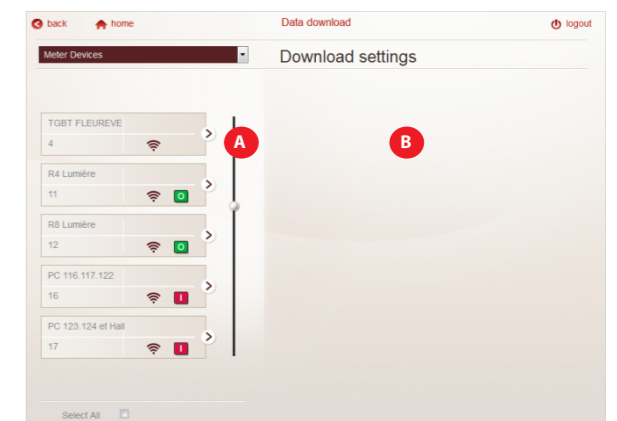 back home Data download logout
Meter Devices Download settings
TGBT FLEUREVE
4
A B
R4 Lumière
11 O
R8 Lumière
12 O
PC 116.117.122
16 I
PC 123.124 et Hall
17 I
Select All